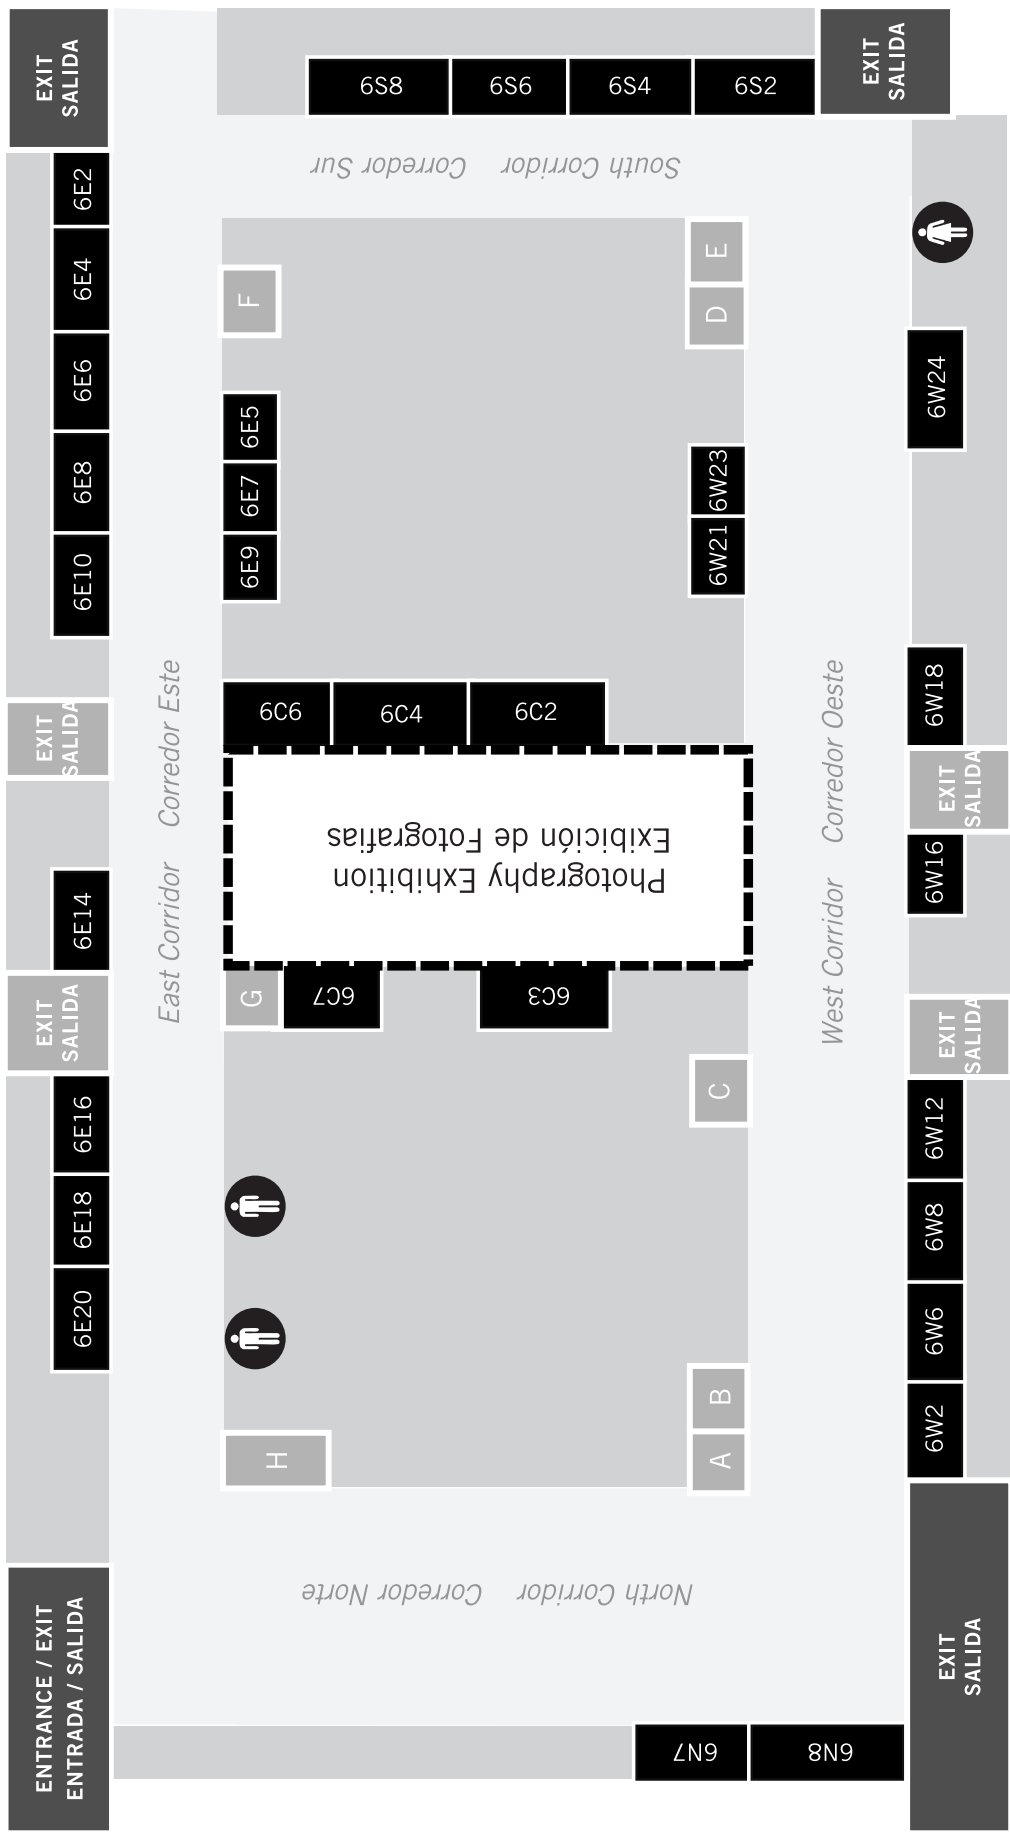 EXIT
SALIDA
6S8
6S6
6S4
6S2
EXIT
SALIDA
South Corridor Corredor Sur
6E2
6E4
6E6
6E8
6E10
EXIT
SALIDA
6E14
EXIT
SALIDA
6E16
6E18
6E20
ENTRANCE / EXIT
ENTRADA / SALIDA
East Corridor Corredor Este
F
6E5
6E7
6E9
E
D
6W23
6W21
6C6
6C4
6C2
Photography Exhibition
Exibición de Fotografias
G
6C7
6C3
C
B
A
H
West Corridor Corredor Oeste
6W24
6W18
EXIT
SALIDA
6W16
EXIT
SALIDA
6W12
6W8
6W6
6W2
EXIT
SALIDA
North Corridor Corredor Norte
6N7
6N8